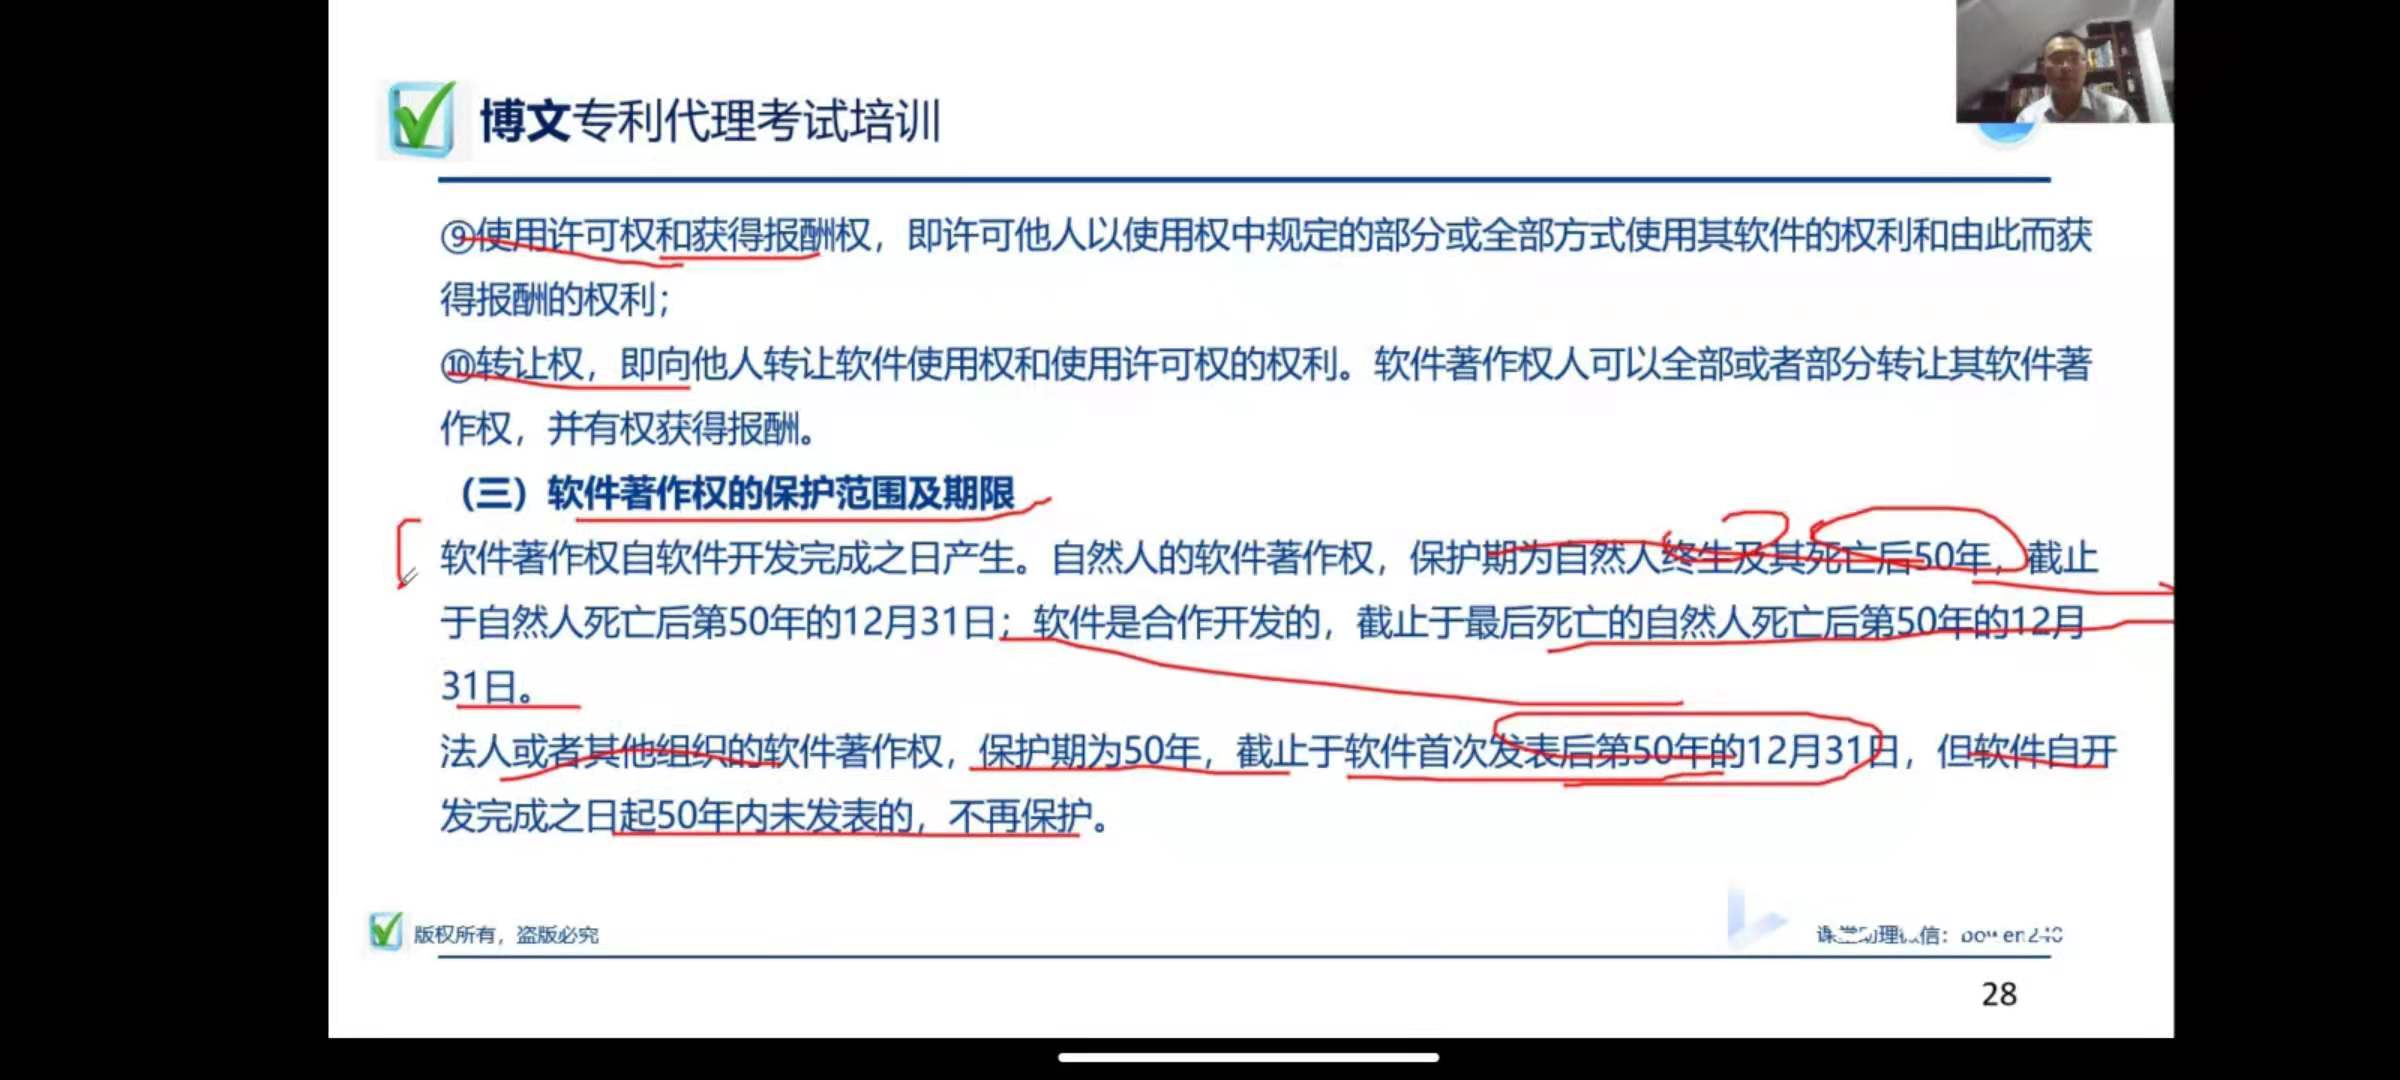 博文专利代理考试培训
⑨使用许可权和获得报酬权，即许可他人以使用权中规定的部分或全部方式使用其软件的权利和由此而获
得报酬的权利；
⑩转让权，即向他人转让软件使用权和使用许可权的权利。软件著作权人可以全部或者部分转让其软件著
作权，并有权获得报酬。
（三）软件著作权的保护范围及期限
软件著作权自软件开发完成之日产生。自然人的软件著作权，保护期为自然人终生及其死亡后50年，截止
于自然人死亡后第50年的12月31日；软件是合作开发的，截止于最后死亡的自然人死亡后第50年的12月
31日。
法人或者其他组织的软件著作权，保护期为50年，截止于软件首次发表后第50年的12月31日，但软件自开
发完成之日起50年内未发表的，不再保护。
版权所有，盗版必究
28